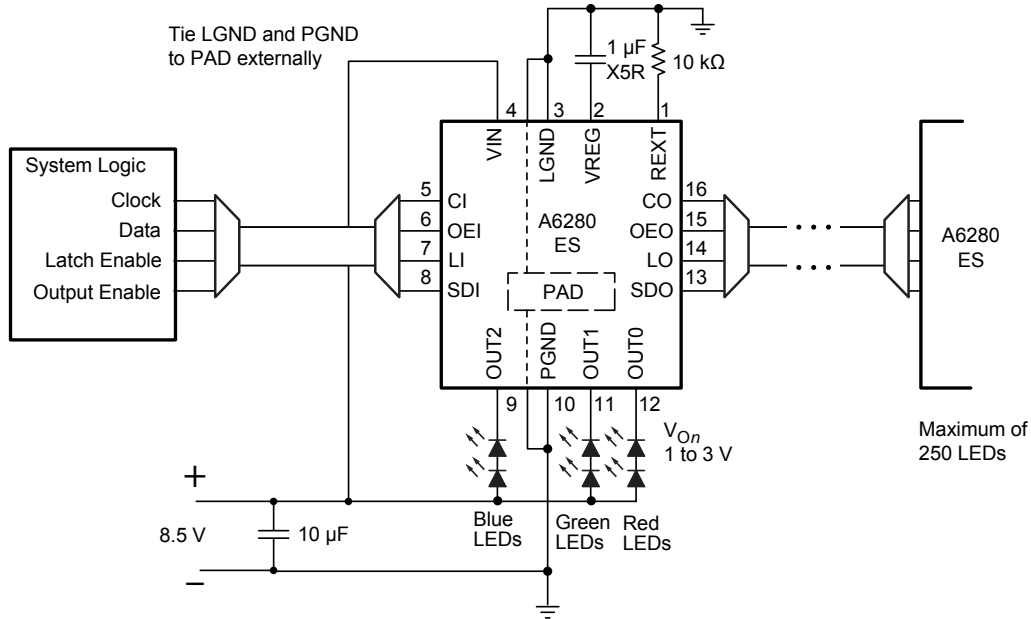 Tie LGND and PGND
to PAD externally
1 µF
X5R
10 kΩ
4
3
2
1
VIN
LGND
VREG
REXT
System Logic
Clock
Data
Latch Enable
Output Enable
5
6
7
8
CI
OEI
LI
SDI
A6280
ES
PAD
CO
OEO
LO
SDO
16
15
14
13
A6280
ES
OUT2
PGND
OUT1
OUT0
9
10
11
12
VOn
1 to 3 V
Maximum of
250 LEDs
+
8.5 V
10 µF
–
Blue
LEDs
Green
LEDs
Red
LEDs